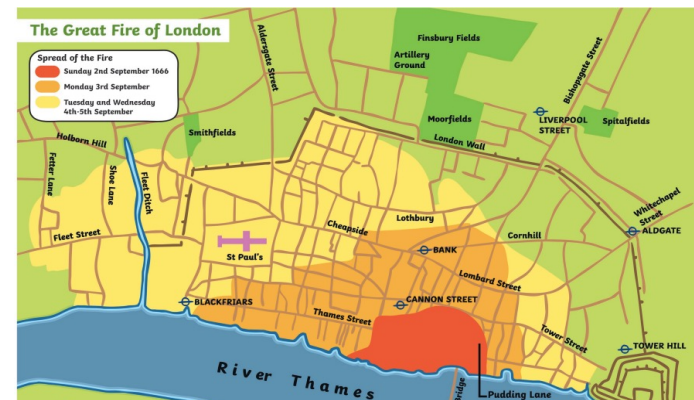 The Great Fire of London
Spread of the Fire
Sunday 2nd September 1666
Monday 3rd September
Tuesday and Wednesday
4th-5th September
Aldersgate Street
Finsbury Fields
Artillery
Ground
Bishopsgate Street
Moorfields
LIVERPOOL
STREET
Spitalfields
Smithfields
London Wall
Holborn Hill
Fetter Lane
Shoe Lane
Fleet Ditch
Whitechapel
Street
ALDGATE
Fleet Street
Cheapside
Lothbury
Cornhill
St Paul's
BANK
Lombard Street
BLACKFRIARS
CANNON STREET
Thames Street
Tower Street
TOWER HILL
River Thames
Bridge
Pudding Lane